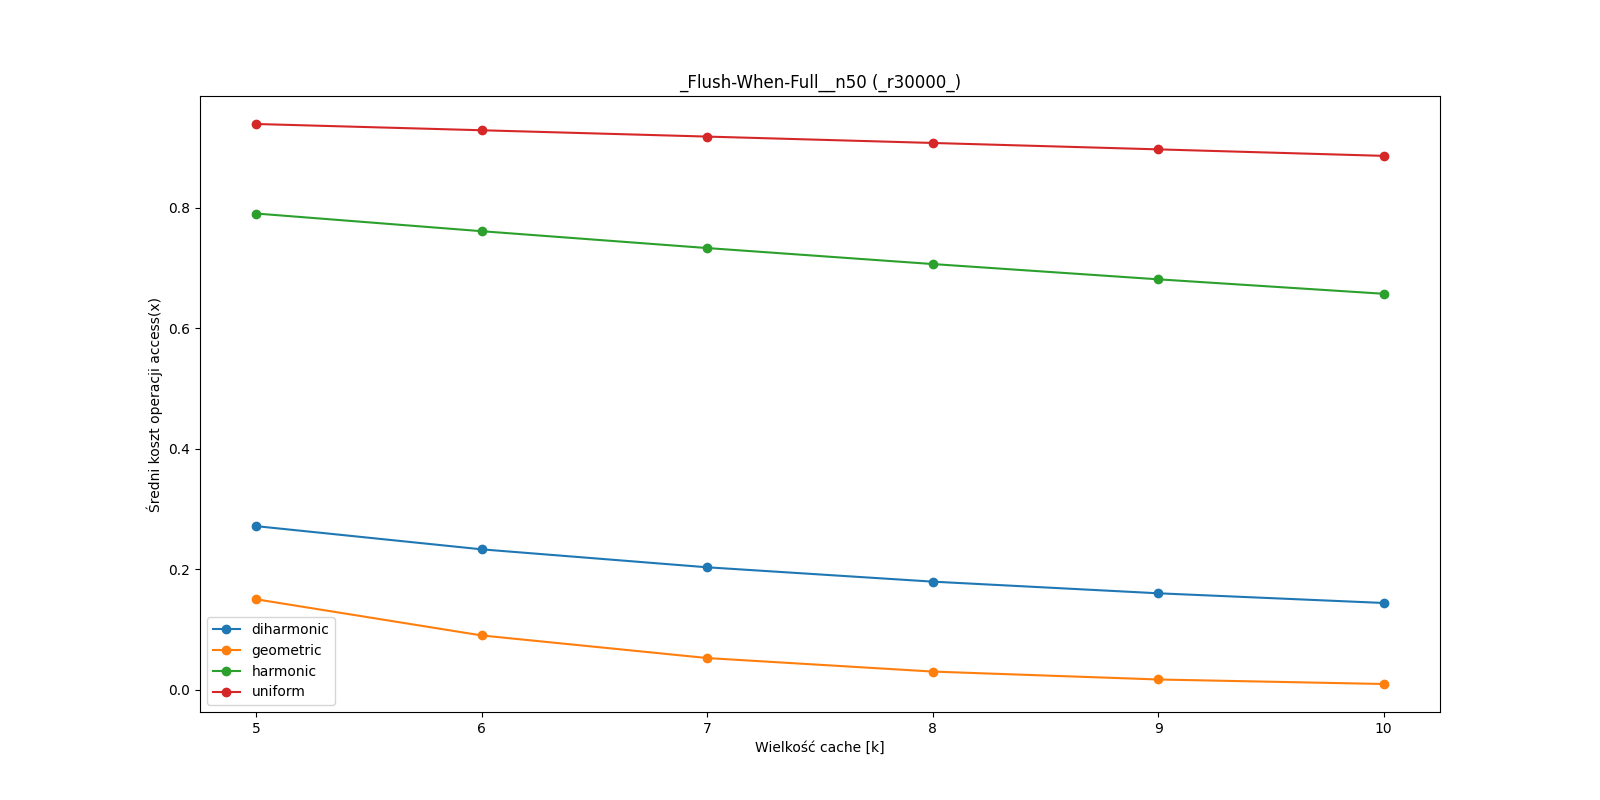 _Flush-When-Full__n50 (_r30000_)
Średni koszt operacji access(x)
0.8
0.6
0.4
0.2
0.0
diharmonic
geometric
harmonic
uniform
5 6 7 8 9 10
Wielkość cache [k]